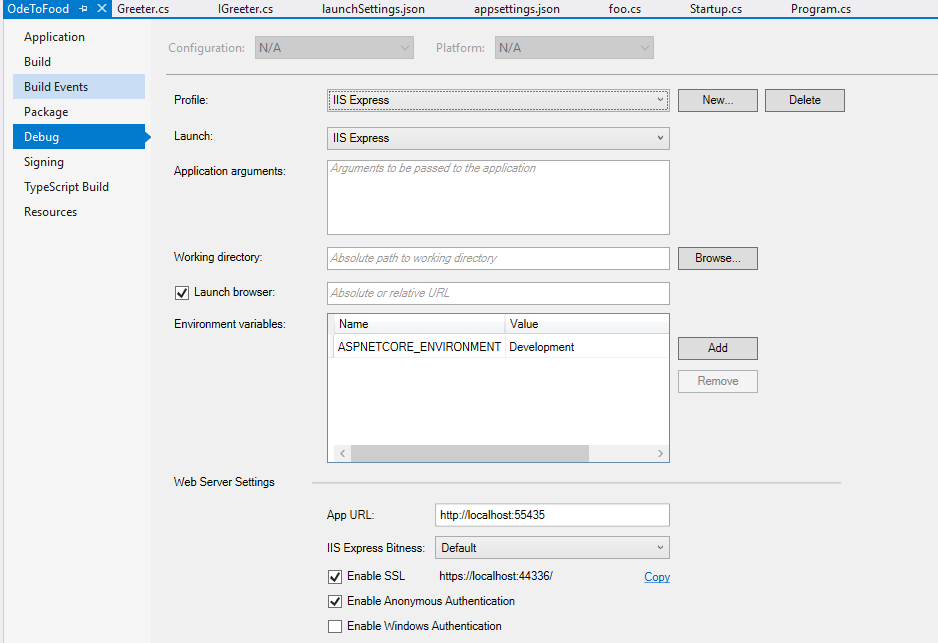 OdeToFood Greeter.cs IGreeter.cs launchSettings.json appsettings.json foo.cs Startup.cs Program.cs
Application
Build
Build Events
Package
Debug
Signing
TypeScript Build
Resources
Configuration: N/A Platform: N/A
Profile: IIS Express New... Delete
Launch: IIS Express
Application arguments: Arguments to be passed to the application
Working directory: Absolute path to working directory Browse...
Launch browser: Absolute or relative URL
Environment variables: Name Value
ASPNETCORE_ENVIRONMENT Development
Add
Remove
Web Server Settings
App URL: http://localhost:55435
IIS Express Bitness: Default
Enable SSL https://localhost:44336/ Copy
Enable Anonymous Authentication
Enable Windows Authentication